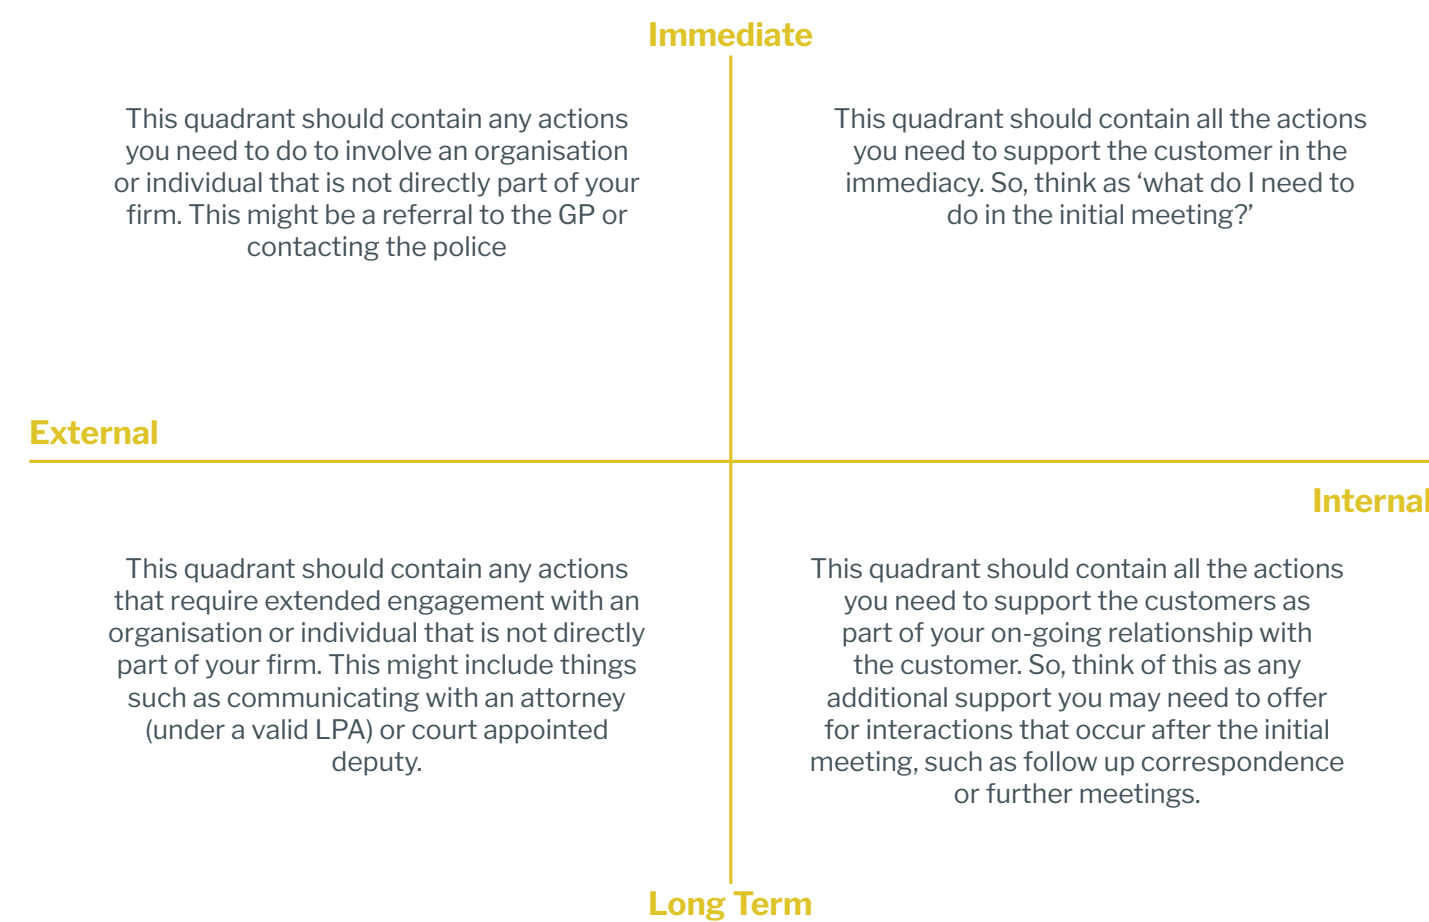 Immediate
This quadrant should contain any actions
you need to do to involve an organisation
or individual that is not directly part of your
firm. This might be a referral to the GP or
contacting the police
This quadrant should contain all the actions
you need to support the customer in the
immediacy. So, think as ‘what do I need to
do in the initial meeting?’
External
Internal
This quadrant should contain any actions
that require extended engagement with an
organisation or individual that is not directly
part of your firm. This might include things
such as communicating with an attorney
(under a valid LPA) or court appointed
deputy.
This quadrant should contain all the actions
you need to support the customers as
part of your on-going relationship with
the customer. So, think of this as any
additional support you may need to offer
for interactions that occur after the initial
meeting, such as follow up correspondence
or further meetings.
Long Term